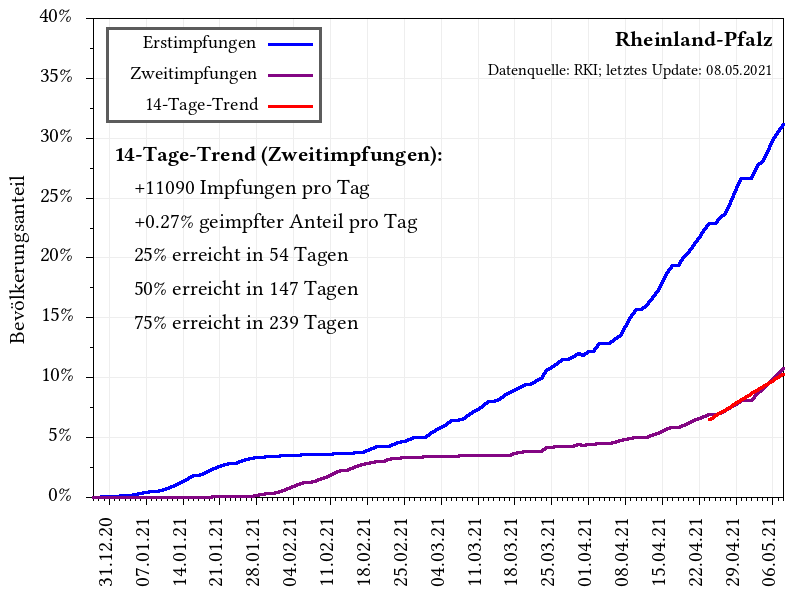 40%
35%
30%
25%
20%
15%
10%
5%
0%
Bevölkerungsanteil
Erstimpfungen
Zweitimpfungen
14-Tage-Trend
Rheinland-Pfalz
Datenquelle: RKI; letztes Update: 08.05.2021
14-Tage-Trend (Zweitimpfungen):
+11090 Impfungen pro Tag
+0.27% geimpfter Anteil pro Tag
25% erreicht in 54 Tagen
50% erreicht in 147 Tagen
75% erreicht in 239 Tagen
31.12.20
07.01.21
14.01.21
21.01.21
28.01.21
04.02.21
11.02.21
18.02.21
25.02.21
04.03.21
11.03.21
18.03.21
25.03.21
01.04.21
08.04.21
15.04.21
22.04.21
29.04.21
06.05.21